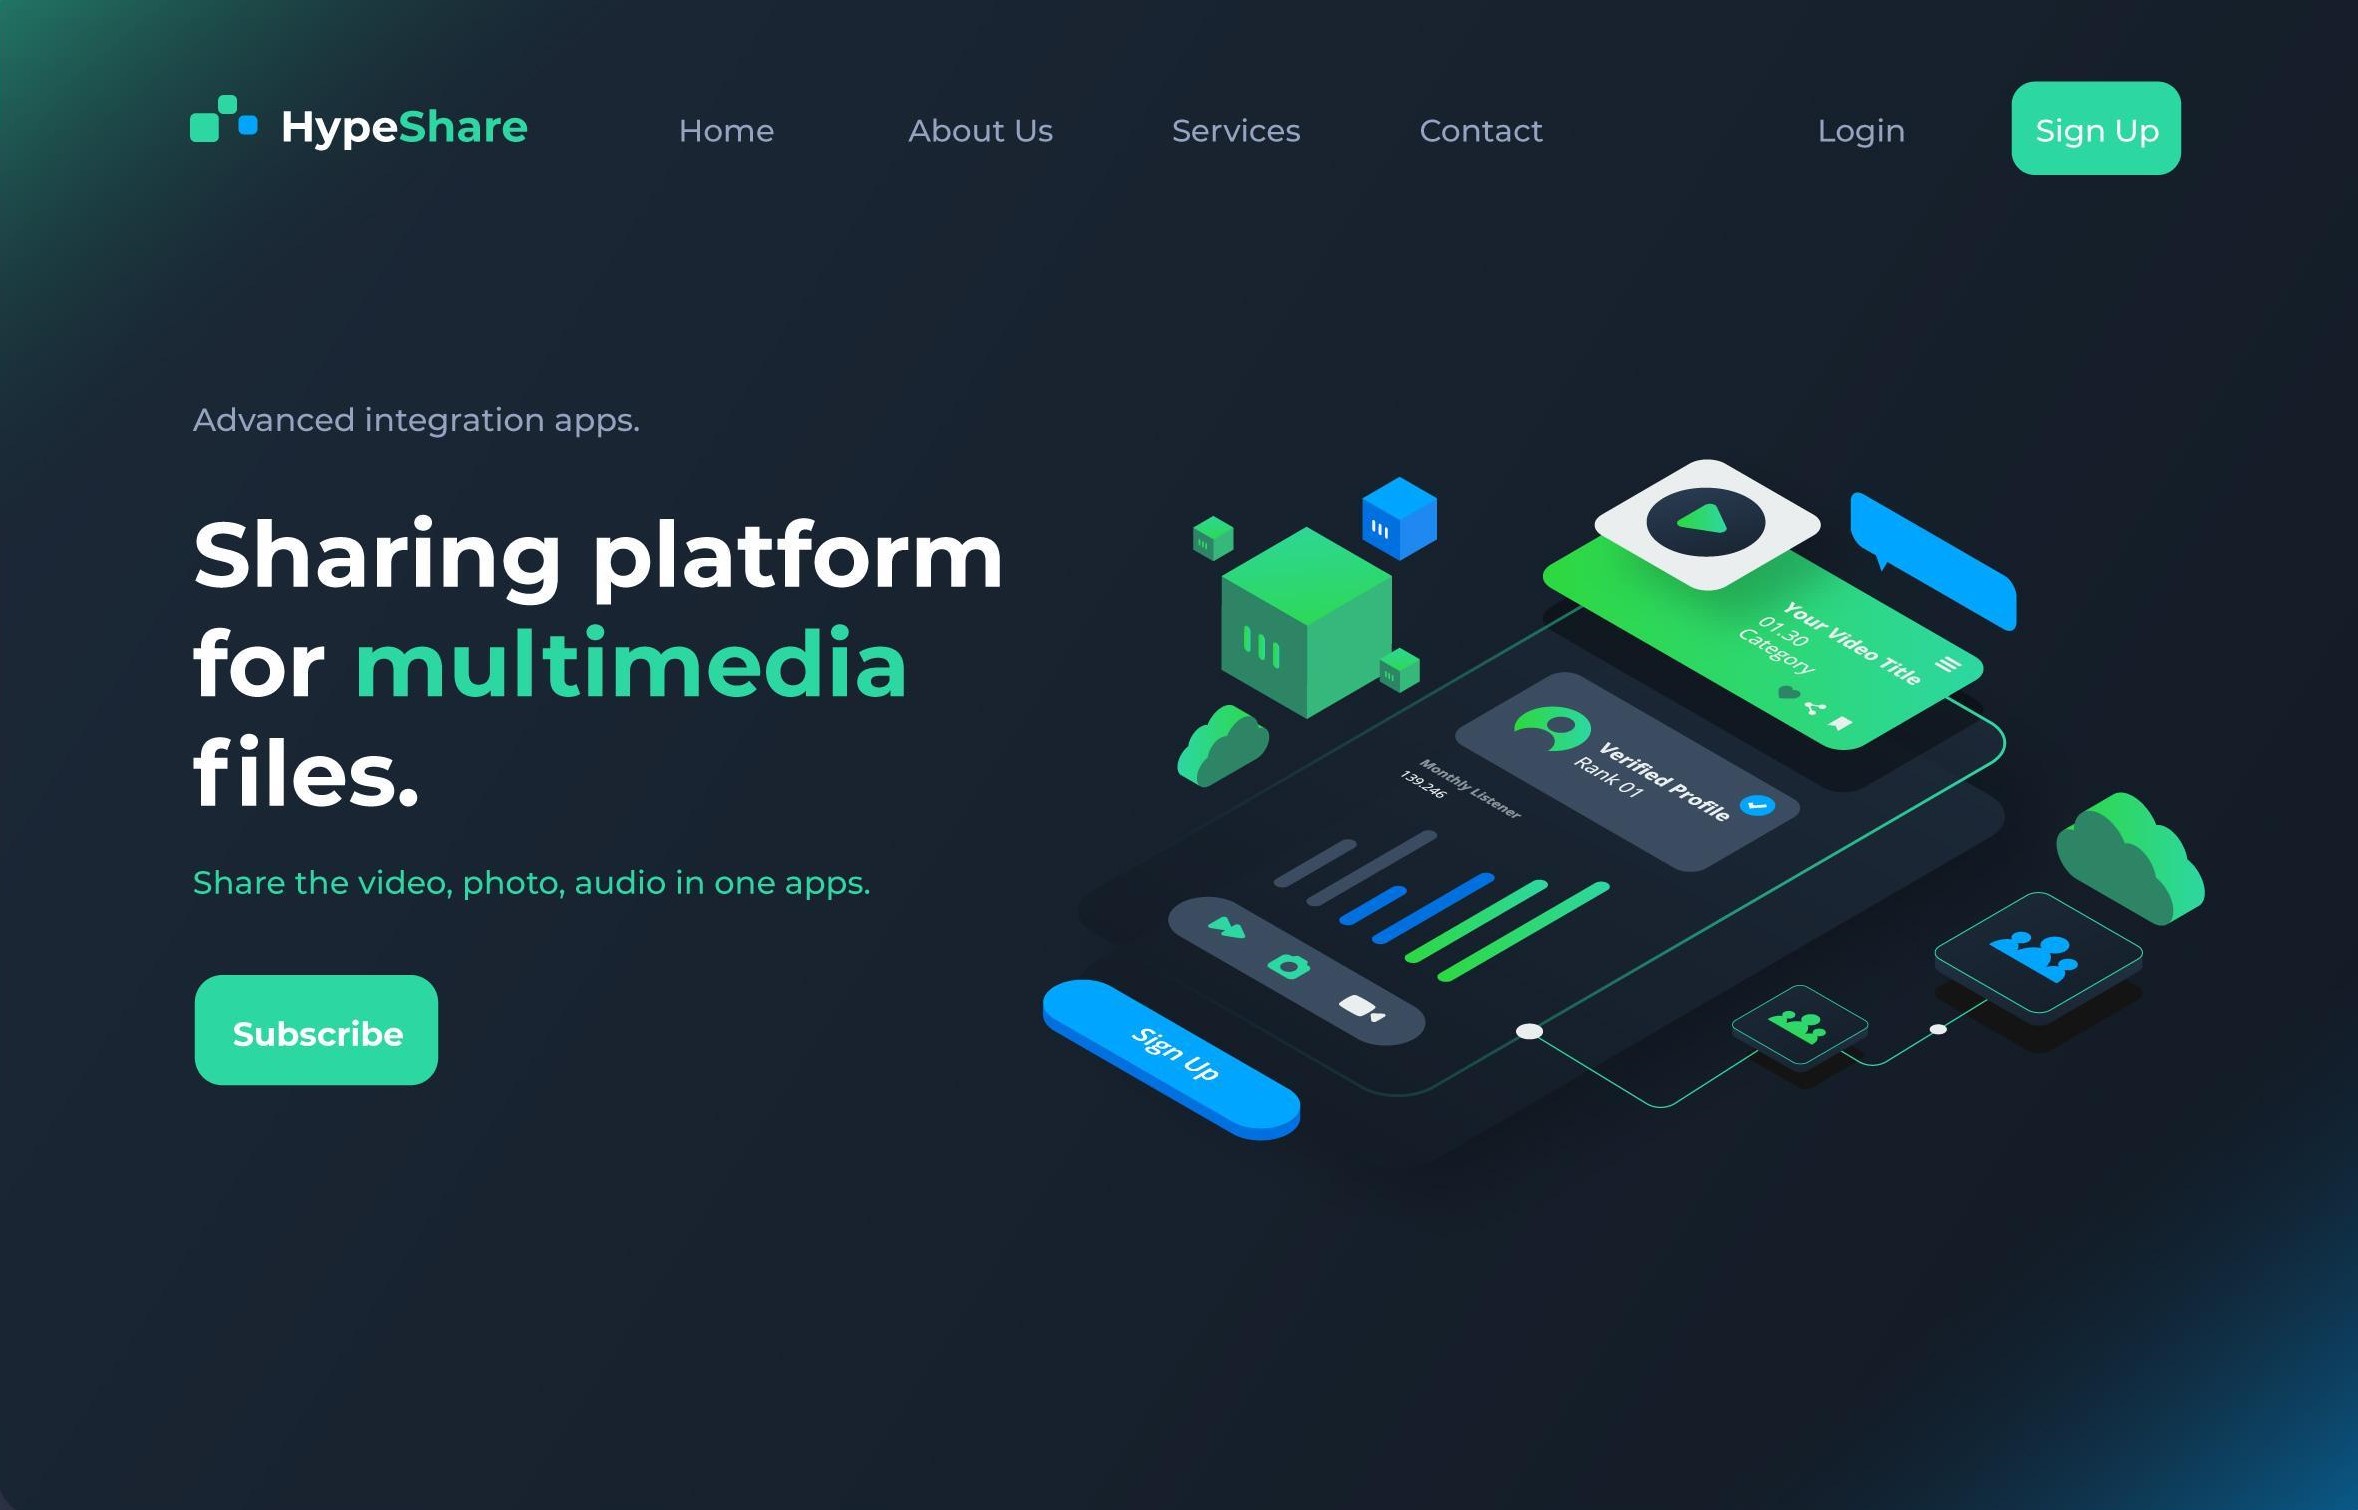 HypeShare
Home
About Us
Services
Contact
Login
Sign Up
Advanced integration apps.
Sharing platform
for multimedia
files.
Share the video, photo, audio in one apps.
Subscribe
Your Video Title
01.30
Category
Verified Profile
Rank 01
Monthly Listener
139.246
Sign Up